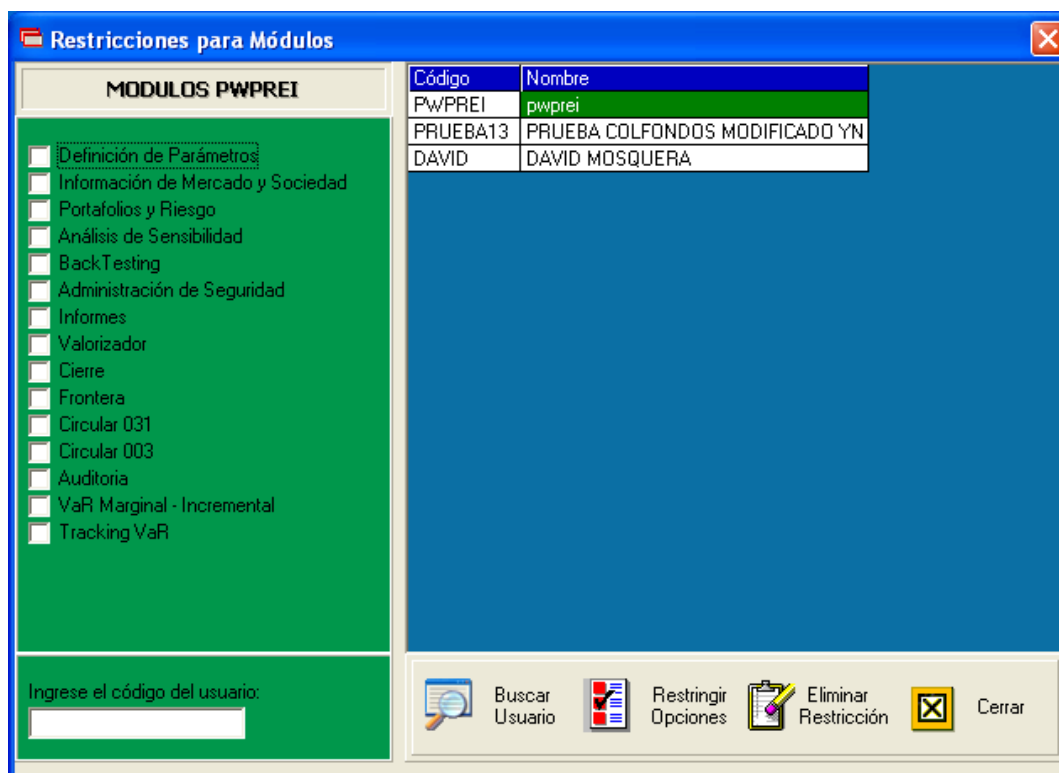 Restricciones para Módulos
MODULOS PWPREI
Definición de Parámetros
Información de Mercado y Sociedad
Portafolios y Riesgo
Análisis de Sensibilidad
BackTesting
Administración de Seguridad
Informes
Valorizador
Cierre
Frontera
Circular 031
Circular 003
Auditoria
VaR Marginal - Incremental
Tracking VaR
Ingrese el código del usuario:
Código Nombre
PWPREI pwprei
PRUEBA13 PRUEBA COLFONDOS MODIFICADO YN
DAVID DAVID MOSQUERA
Buscar Usuario
Restringir Opciones
Eliminar Restricción
Cerrar